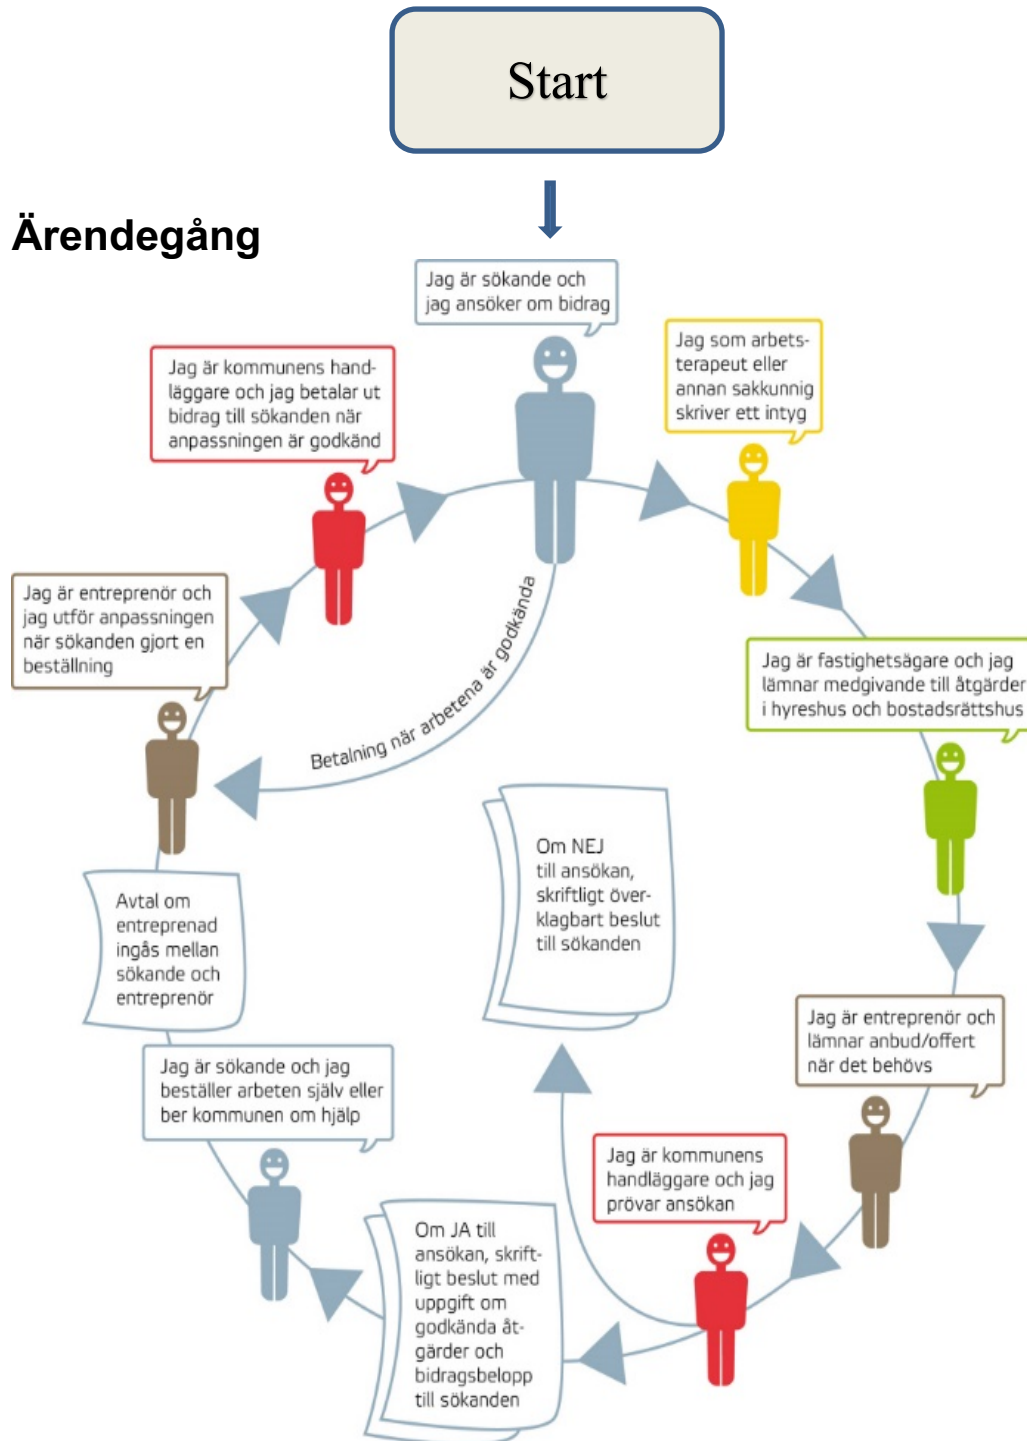 Start
Ärendegång
Jag är sökande och
jag ansöker om bidrag
Jag som arbets-
terapeut eller
annan sakkunnig
skriver ett intyg
Jag är fastighetsägare och jag
lämnar medgivande till åtgärder
i hyreshus och bostadsrättshus
Jag är entreprenör och
lämnar anbud/offert
när det behövs
Jag är kommunens
handläggare och jag
prövar ansökan
Om NEJ
till ansökan,
skriftligt över-
klagbart beslut
till sökanden
Om JA till
ansökan, skrift-
ligt beslut med
uppgift om
godkända åt-
gärder och
bidragsbelopp
till sökanden
Jag är sökande och jag
beställer arbeten själv eller
ber kommunen om hjälp
Avtal om
entreprenad
ingås mellan
sökande och
entreprenör
Jag är entreprenör och
jag utför anpassningen
när sökanden gjort en
beställning
Betalning när arbetena är godkända
Jag är kommunens hand-
läggare och jag betalar ut
bidrag till sökanden när
anpassningen är godkänd